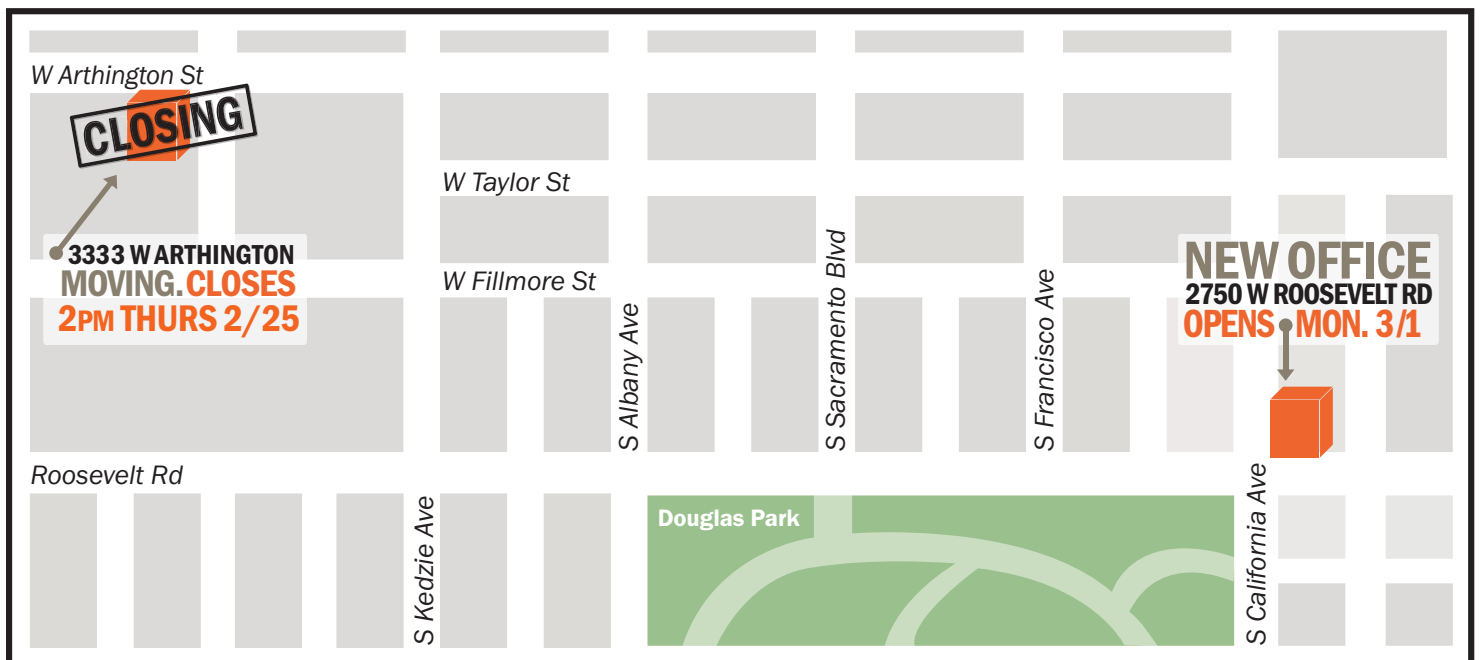 W Arthington St
CLOSING
W Taylor St
3333 W ARTHINGTON
MOVING. CLOSES
2PM THURS 2/25
W Fillmore St
S Albany Ave
S Sacramento Blvd
S Francisco Ave
NEW OFFICE
2750 W ROOSEVELT RD
OPENS MON. 3/1
Roosevelt Rd
S Kedzie Ave
Douglas Park
S California Ave